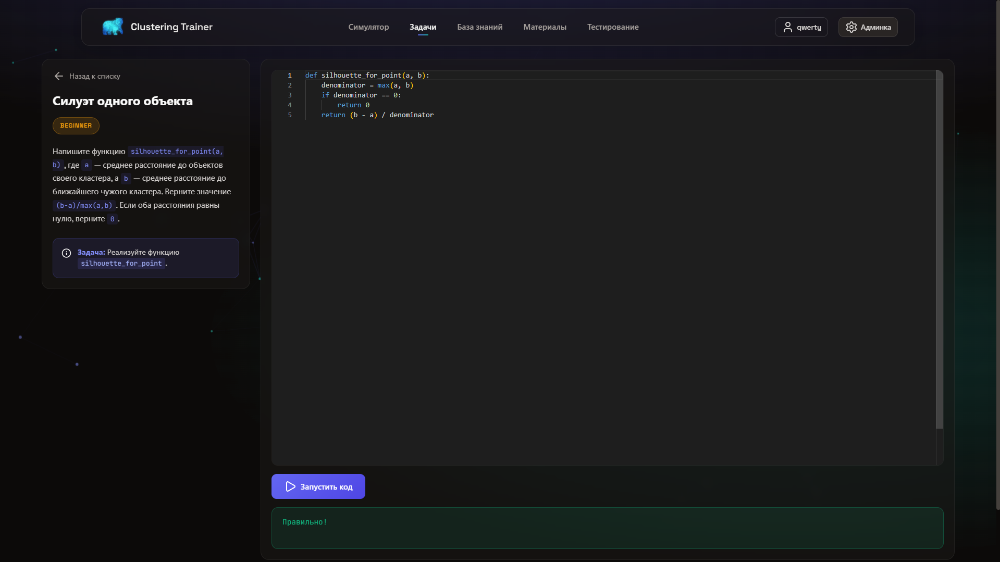 Clustering Trainer
Симулятор
Задачи
База знаний
Материалы
Тестирование
qwerty
Админка
Назад к списку
Силуэт одного объекта
BEGINNER
Напишите функцию silhouette_for_point(a,
b), где a — среднее расстояние до объектов
своего кластера, а b — среднее расстояние до
ближайшего чужого кластера. Верните значение
(b-a)/max(a,b). Если оба расстояния равны
нулю, верните 0.
Задача: Реализуйте функцию
silhouette_for_point.
1 def silhouette_for_point(a, b):
2     denominator = max(a, b)
3     if denominator == 0:
4         return 0
5     return (b - a) / denominator
Запустить код
Правильно!